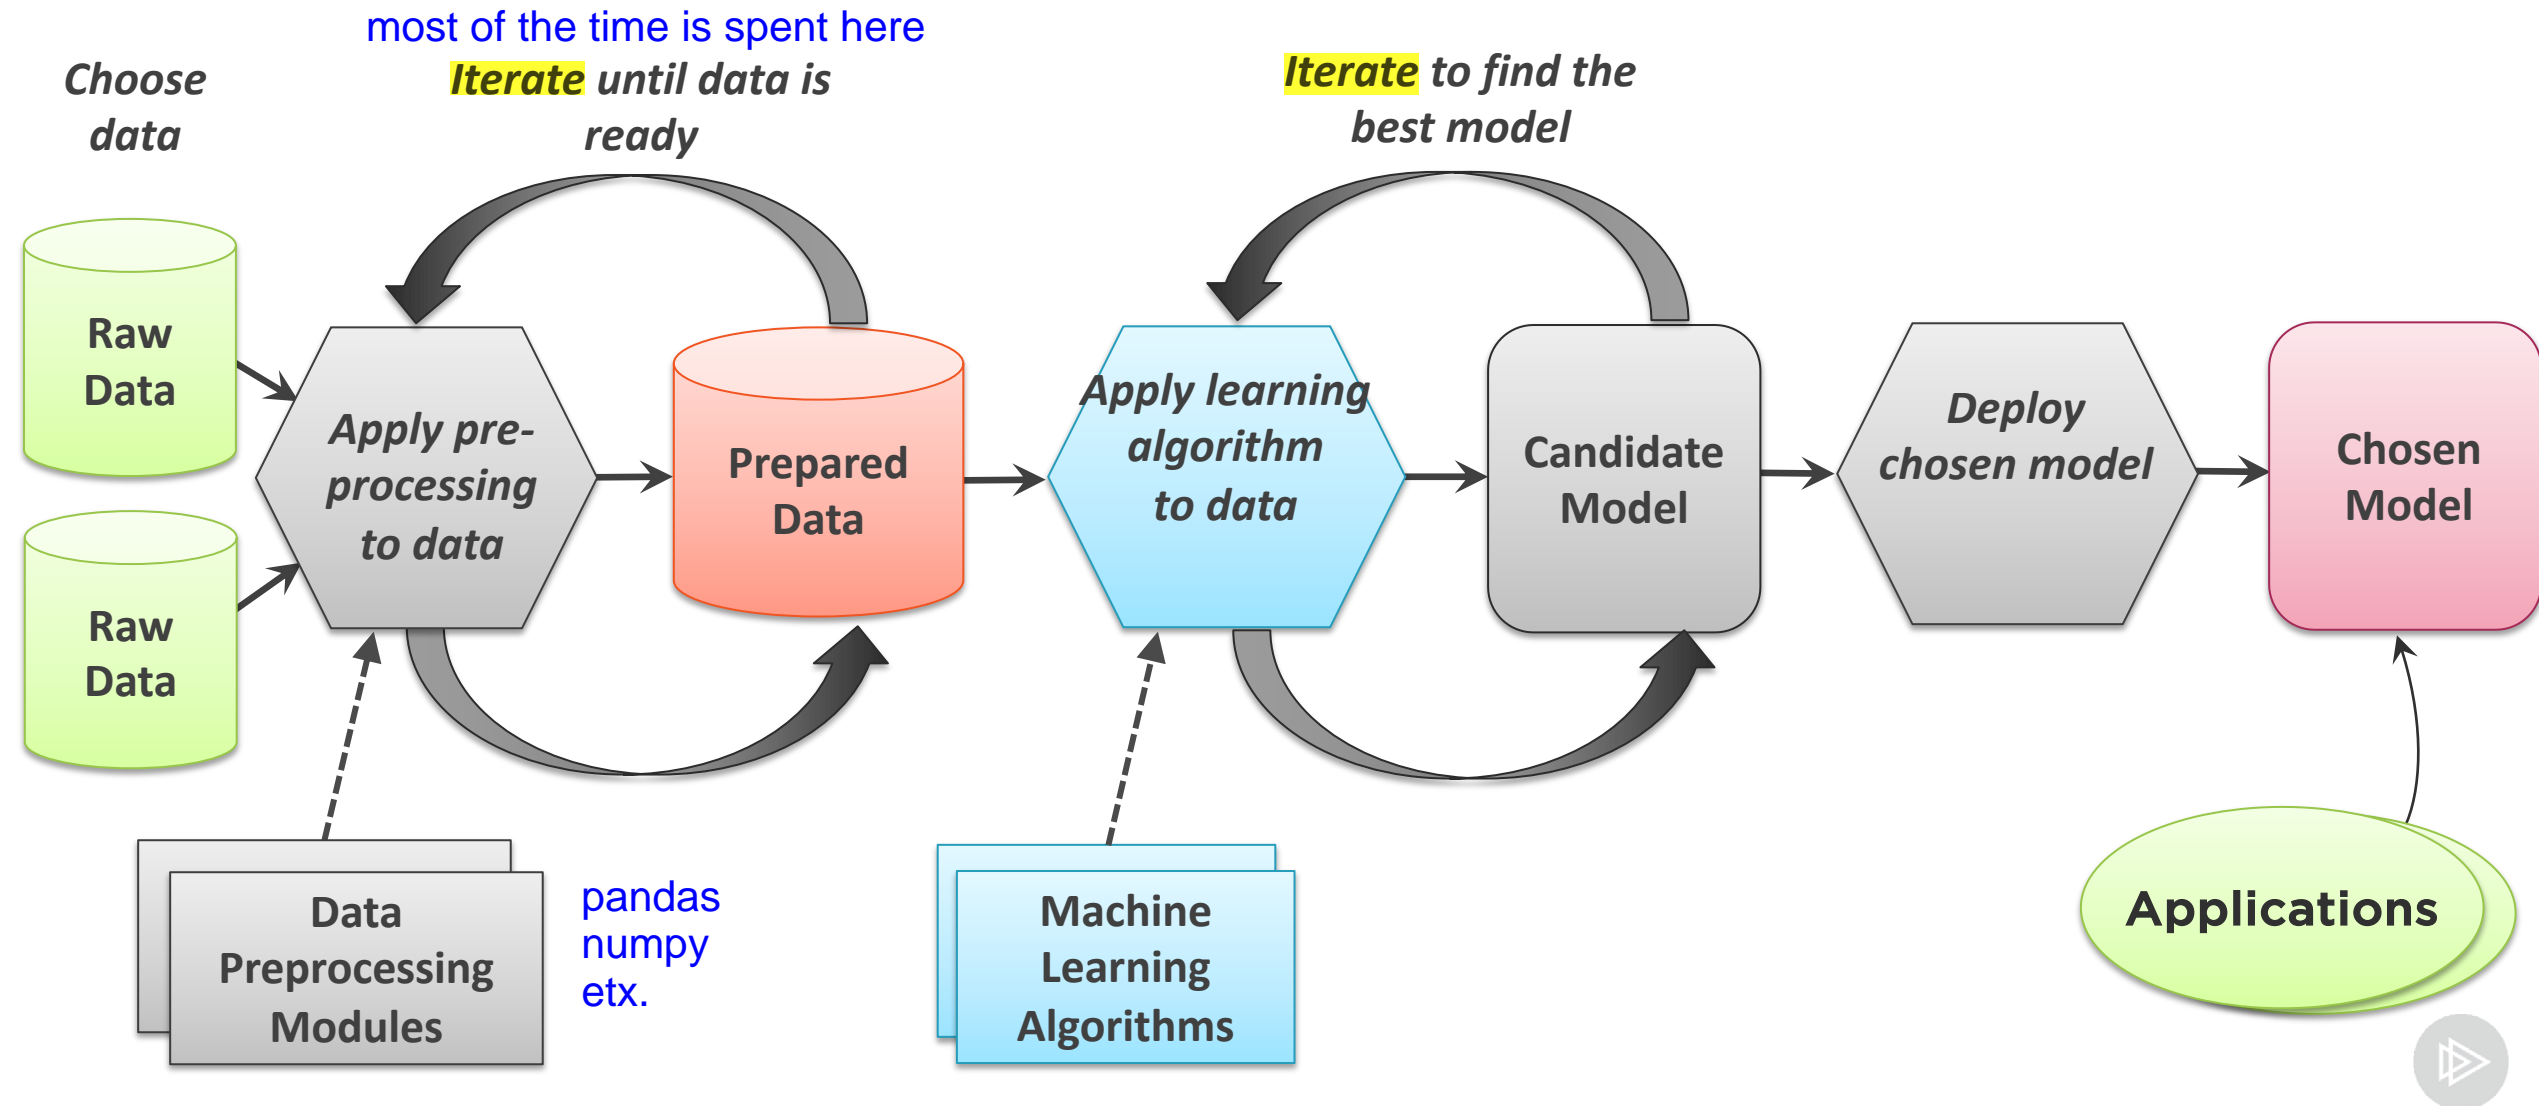 most of the time is spent here
Choose
data
Iterate until data is
ready
Iterate to find the
best model
Raw
Data
Raw
Data
Apply pre-
processing
to data
Prepared
Data
Apply learning
algorithm
to data
Candidate
Model
Deploy
chosen model
Chosen
Model
Data
Preprocessing
Modules
pandas
numpy
etx.
Machine
Learning
Algorithms
Applications